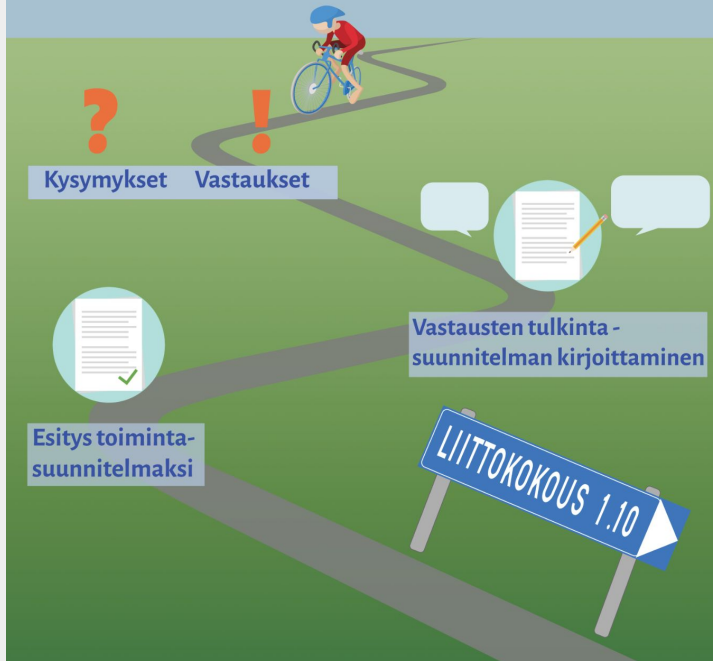 ?
!
Kysymykset Vastaukset
Vastausten tulkinta -
suunnitelman kirjoittaminen
Esitys toiminta-
suunnitelmaksi
LIITTOKOKOUS 1.10